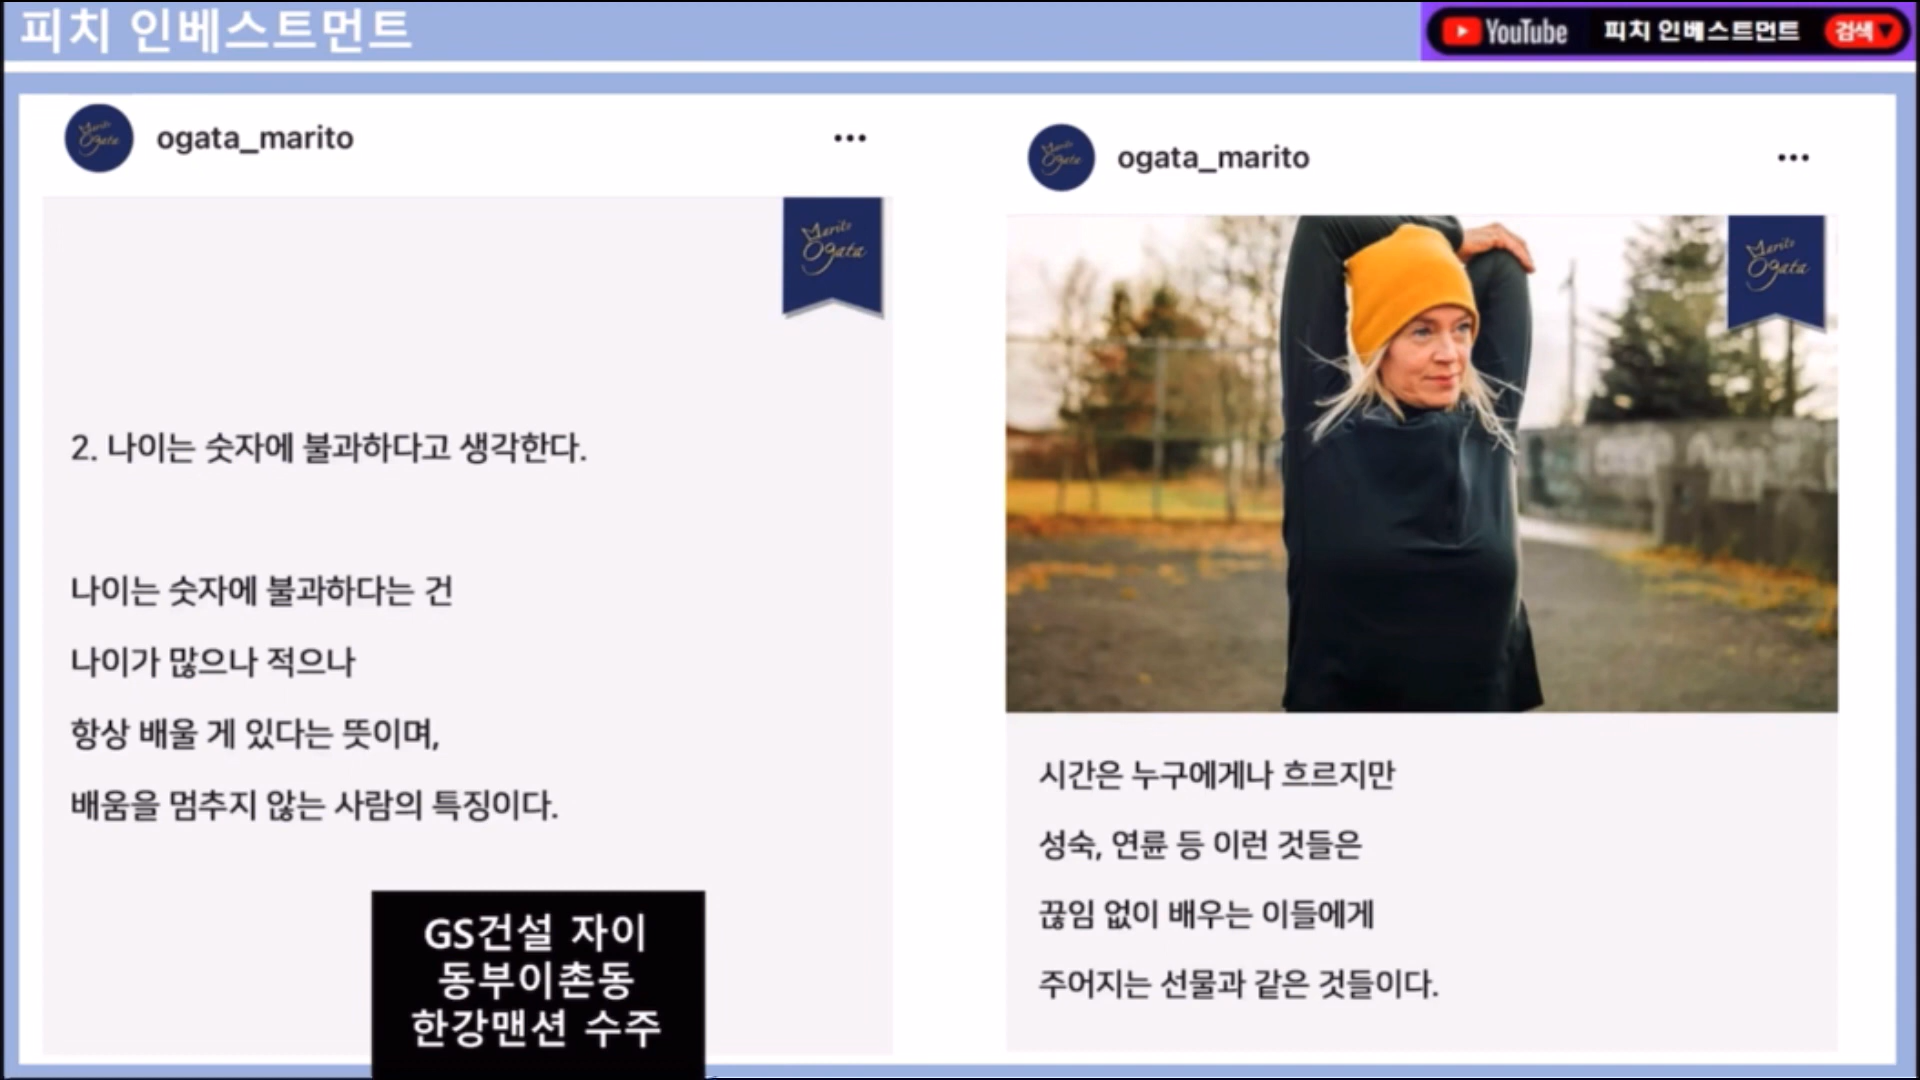 피치 인베스트먼트
YouTube 피치 인베스트먼트 검색
ogata_marito
Marito
Ogata
2. 나이는 숫자에 불과하다고 생각한다.
나이는 숫자에 불과하다는 건
나이가 많으나 적으나
항상 배울 게 있다는 뜻이며,
배움을 멈추지 않는 사람의 특징이다.
GS건설 자이
동부이촌동
한강맨션 수주
ogata_marito
Marito
Ogata
시간은 누구에게나 흐르지만
성숙, 연륜 등 이런 것들은
끊임 없이 배우는 이들에게
주어지는 선물과 같은 것들이다.